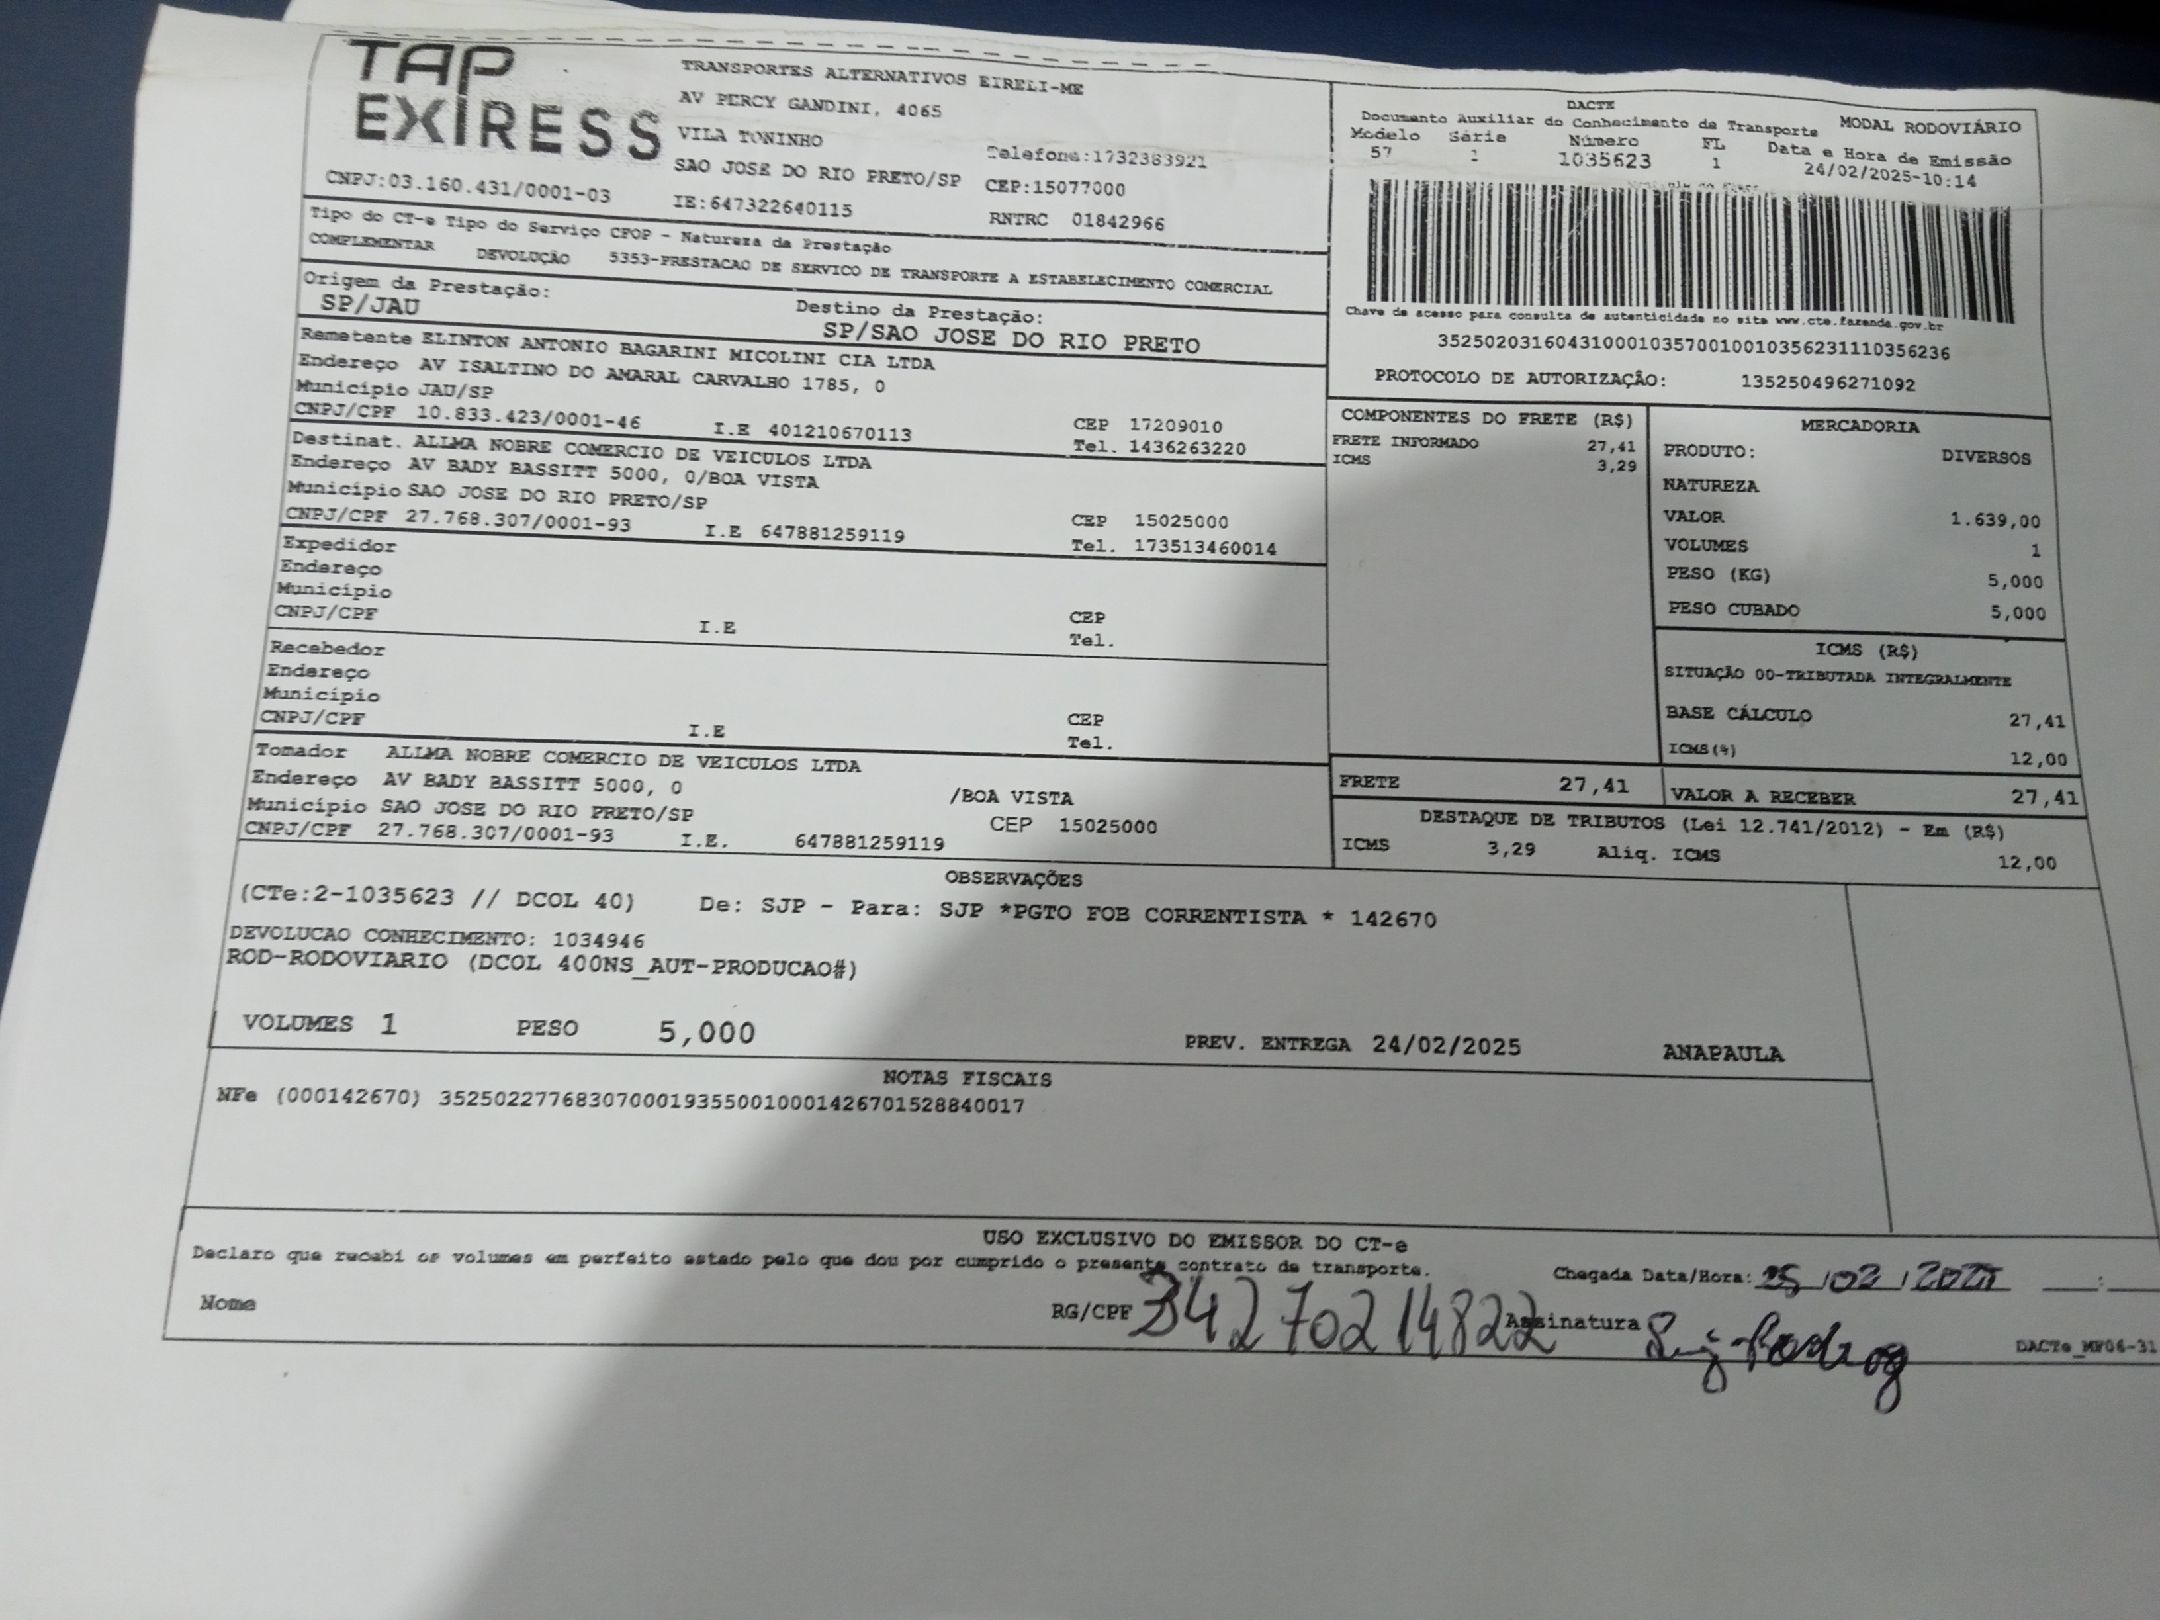 TAP
EXPRESS
TRANSPORTES ALTERNATIVOS EIRELI-ME
AV PERCY GANDINI, 4065
VILA TONINHO
Telefone:1732383921
SAO JOSE DO RIO PRETO/SP CEP:15077000
CNPJ:03.160.431/0001-03 IE:647322640115 RNTRC 01842966
DACTE
Documento Auxiliar do Conhecimento de Transporte MODAL RODOVIÁRIO
Modelo Série Número FL Data e Hora de Emissão
57 1 1035623 1 24/02/2025-10:14
Chave de acesso para consulta de autenticidade no site www.cte.fazenda.gov.br
35250203160431000103570010010356231110356236
PROTOCOLO DE AUTORIZAÇÃO: 135250496271092
Tipo do CT-e Tipo do Serviço CFOP - Natureza da Prestação
COMPLEMENTAR DEVOLUÇÃO 5353-PRESTACAO DE SERVICO DE TRANSPORTE A ESTABELECIMENTO COMERCIAL
Origem da Prestação: Destino da Prestação:
SP/JAU SP/SAO JOSE DO RIO PRETO
Remetente ELINTON ANTONIO BAGARINI MICOLINI CIA LTDA
Endereço AV ISALTINO DO AMARAL CARVALHO 1785, 0
Município JAU/SP CEP 17209010
CNPJ/CPF 10.833.423/0001-46 I.E 401210670113 Tel. 1436263220
Destinat. ALLMA NOBRE COMERCIO DE VEICULOS LTDA
Endereço AV BADY BASSITT 5000, 0/BOA VISTA
Município SAO JOSE DO RIO PRETO/SP CEP 15025000
CNPJ/CPF 27.768.307/0001-93 I.E 647881259119 Tel. 173513460014
Expedidor
Endereço
Município CEP
CNPJ/CPF I.E Tel.
Recebedor
Endereço
Município CEP
CNPJ/CPF I.E Tel.
Tomador ALLMA NOBRE COMERCIO DE VEICULOS LTDA
Endereço AV BADY BASSITT 5000, 0 /BOA VISTA
Município SAO JOSE DO RIO PRETO/SP CEP 15025000
CNPJ/CPF 27.768.307/0001-93 I.E. 647881259119
COMPONENTES DO FRETE (R$)
FRETE INFORMADO 27,41
ICMS 3,29
MERCADORIA
PRODUTO: DIVERSOS
NATUREZA
VALOR 1.639,00
VOLUMES 1
PESO (KG) 5,000
PESO CUBADO 5,000
ICMS (R$)
SITUAÇÃO 00-TRIBUTADA INTEGRALMENTE
BASE CÁLCULO 27,41
ICMS(%) 12,00
FRETE 27,41 VALOR A RECEBER 27,41
DESTAQUE DE TRIBUTOS (Lei 12.741/2012) - Em (R$)
ICMS 3,29 Aliq. ICMS 12,00
OBSERVAÇÕES
(CTe:2-1035623 // DCOL 40) De: SJP - Para: SJP *PGTO FOB CORRENTISTA * 142670
DEVOLUCAO CONHECIMENTO: 1034946
ROD-RODOVIARIO (DCOL 400NS_AUT-PRODUCAO#)
VOLUMES 1 PESO 5,000 PREV. ENTREGA 24/02/2025 ANAPAULA
NOTAS FISCAIS
NFe (000142670) 35250227768307000193550010001426701528840017
USO EXCLUSIVO DO EMISSOR DO CT-e
Declaro que recebi os volumes em perfeito estado pelo que dou por cumprido o presente contrato de transporte. Chegada Data/Hora: 25/02/2025 :
Nome RG/CPF 34270214822 Assinatura
DACTe_MF06-31